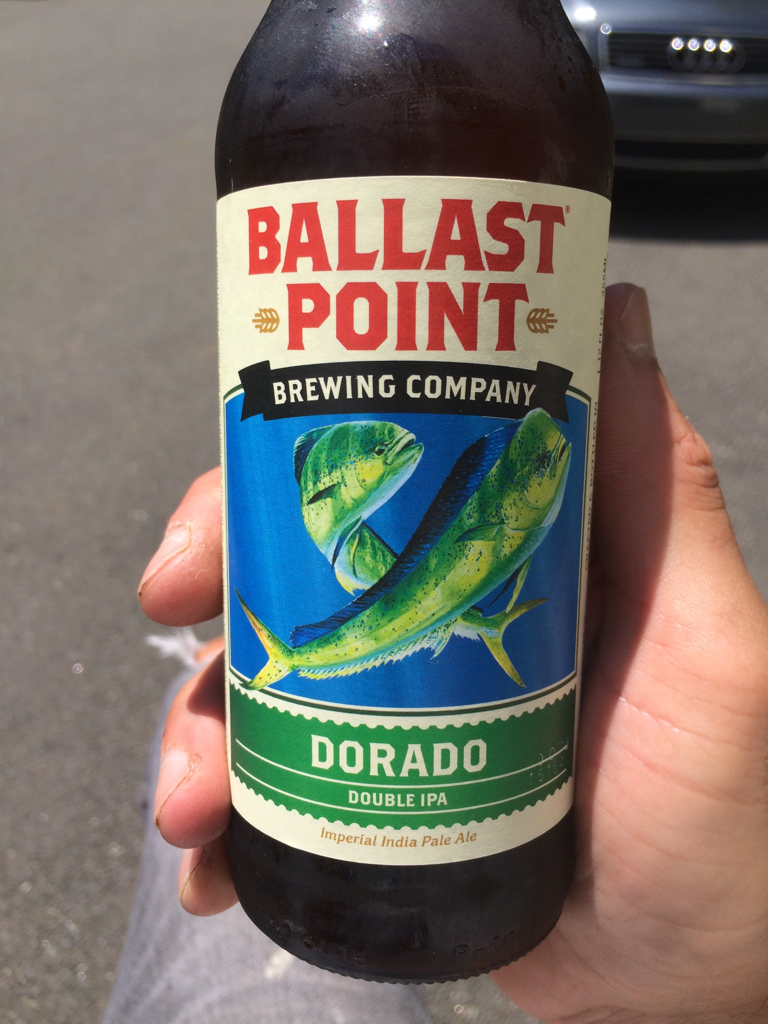 BALLAST
POINT
BREWING COMPANY
DORADO
DOUBLE IPA
Imperial India Pale Ale